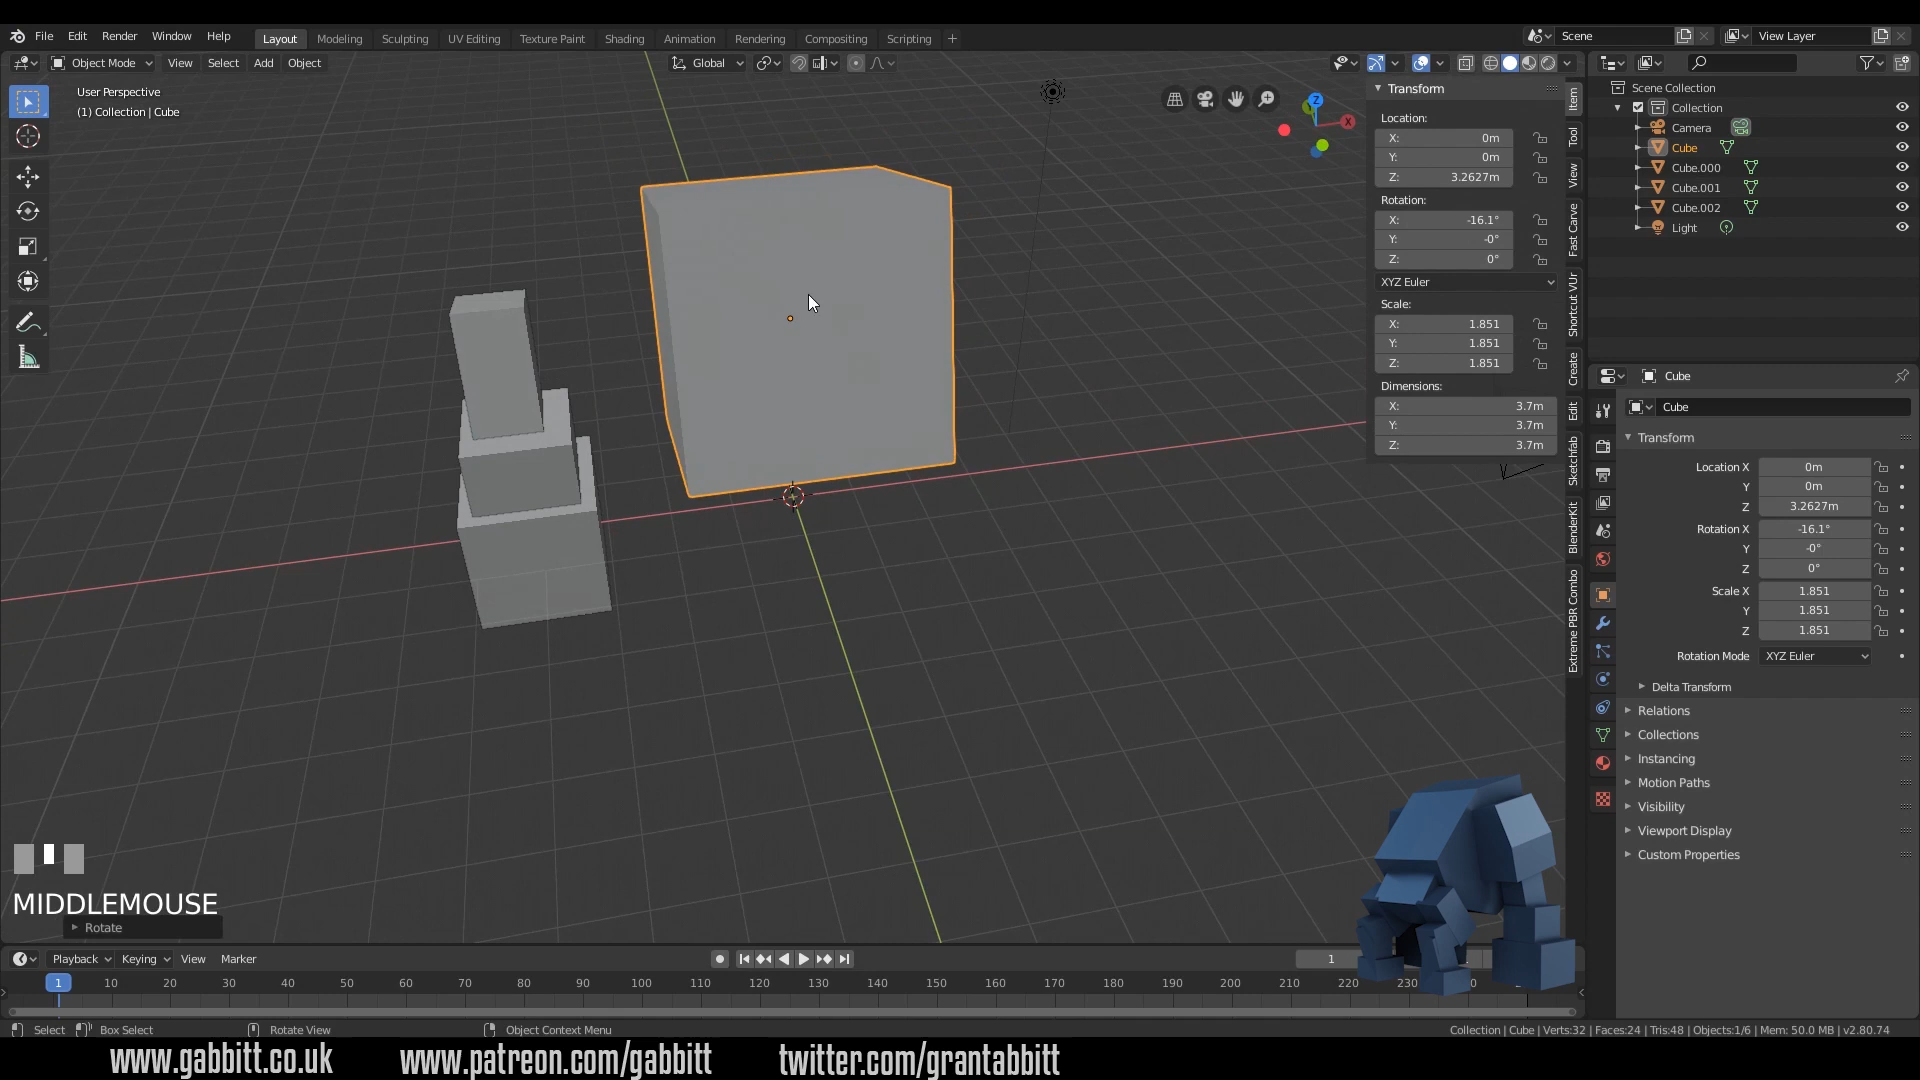 File Edit Render Window Help Layout Modeling Sculpting UV Editing Texture Paint Shading Animation Rendering Compositing Scripting + Scene View Layer
Object Mode View Select Add Object Global
User Perspective
(1) Collection | Cube
Z
X
Transform
Location:
X: 0m
Y: 0m
Z: 3.2627m
Rotation:
X: -16.1°
Y: -0°
Z: 0°
XYZ Euler
Scale:
X: 1.851
Y: 1.851
Z: 1.851
Dimensions:
X: 3.7m
Y: 3.7m
Z: 3.7m
Item
Tool
View
Fast Carve
Shortcut VUr
Create
Edit
Sketchfab
BlenderKit
Extreme PBR Combo
Scene Collection
Collection
Camera
Cube
Cube.000
Cube.001
Cube.002
Light
Cube
Cube
Transform
Location X 0m
Y 0m
Z 3.2627m
Rotation X -16.1°
Y -0°
Z 0°
Scale X 1.851
Y 1.851
Z 1.851
Rotation Mode XYZ Euler
Delta Transform
Relations
Collections
Instancing
Motion Paths
Visibility
Viewport Display
Custom Properties
MIDDLEMOUSE
Rotate
Playback Keying View Marker 1
1 10 20 30 40 50 60 70 80 90 100 110 120 130 140 150 160 170 180 190 200 210 220 230
Select Box Select Rotate View Object Context Menu Collection | Cube | Verts:32 | Faces:24 | Tris:48 | Objects:1/6 | Mem: 50.0 MB | v2.80.74
www.gabbitt.co.uk www.patreon.com/gabbitt twitter.com/grantabbitt